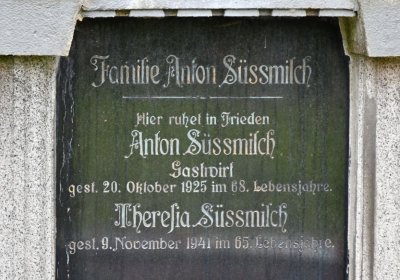 Familie Anton Süssmilch
Hier ruhet in Frieden
Anton Süssmilch
Gastwirt
gest. 20. Oktober 1925 im 68. Lebensjahre.
Theresia Süssmilch
gest. 9. November 1941 im 65. Lebensjahre.